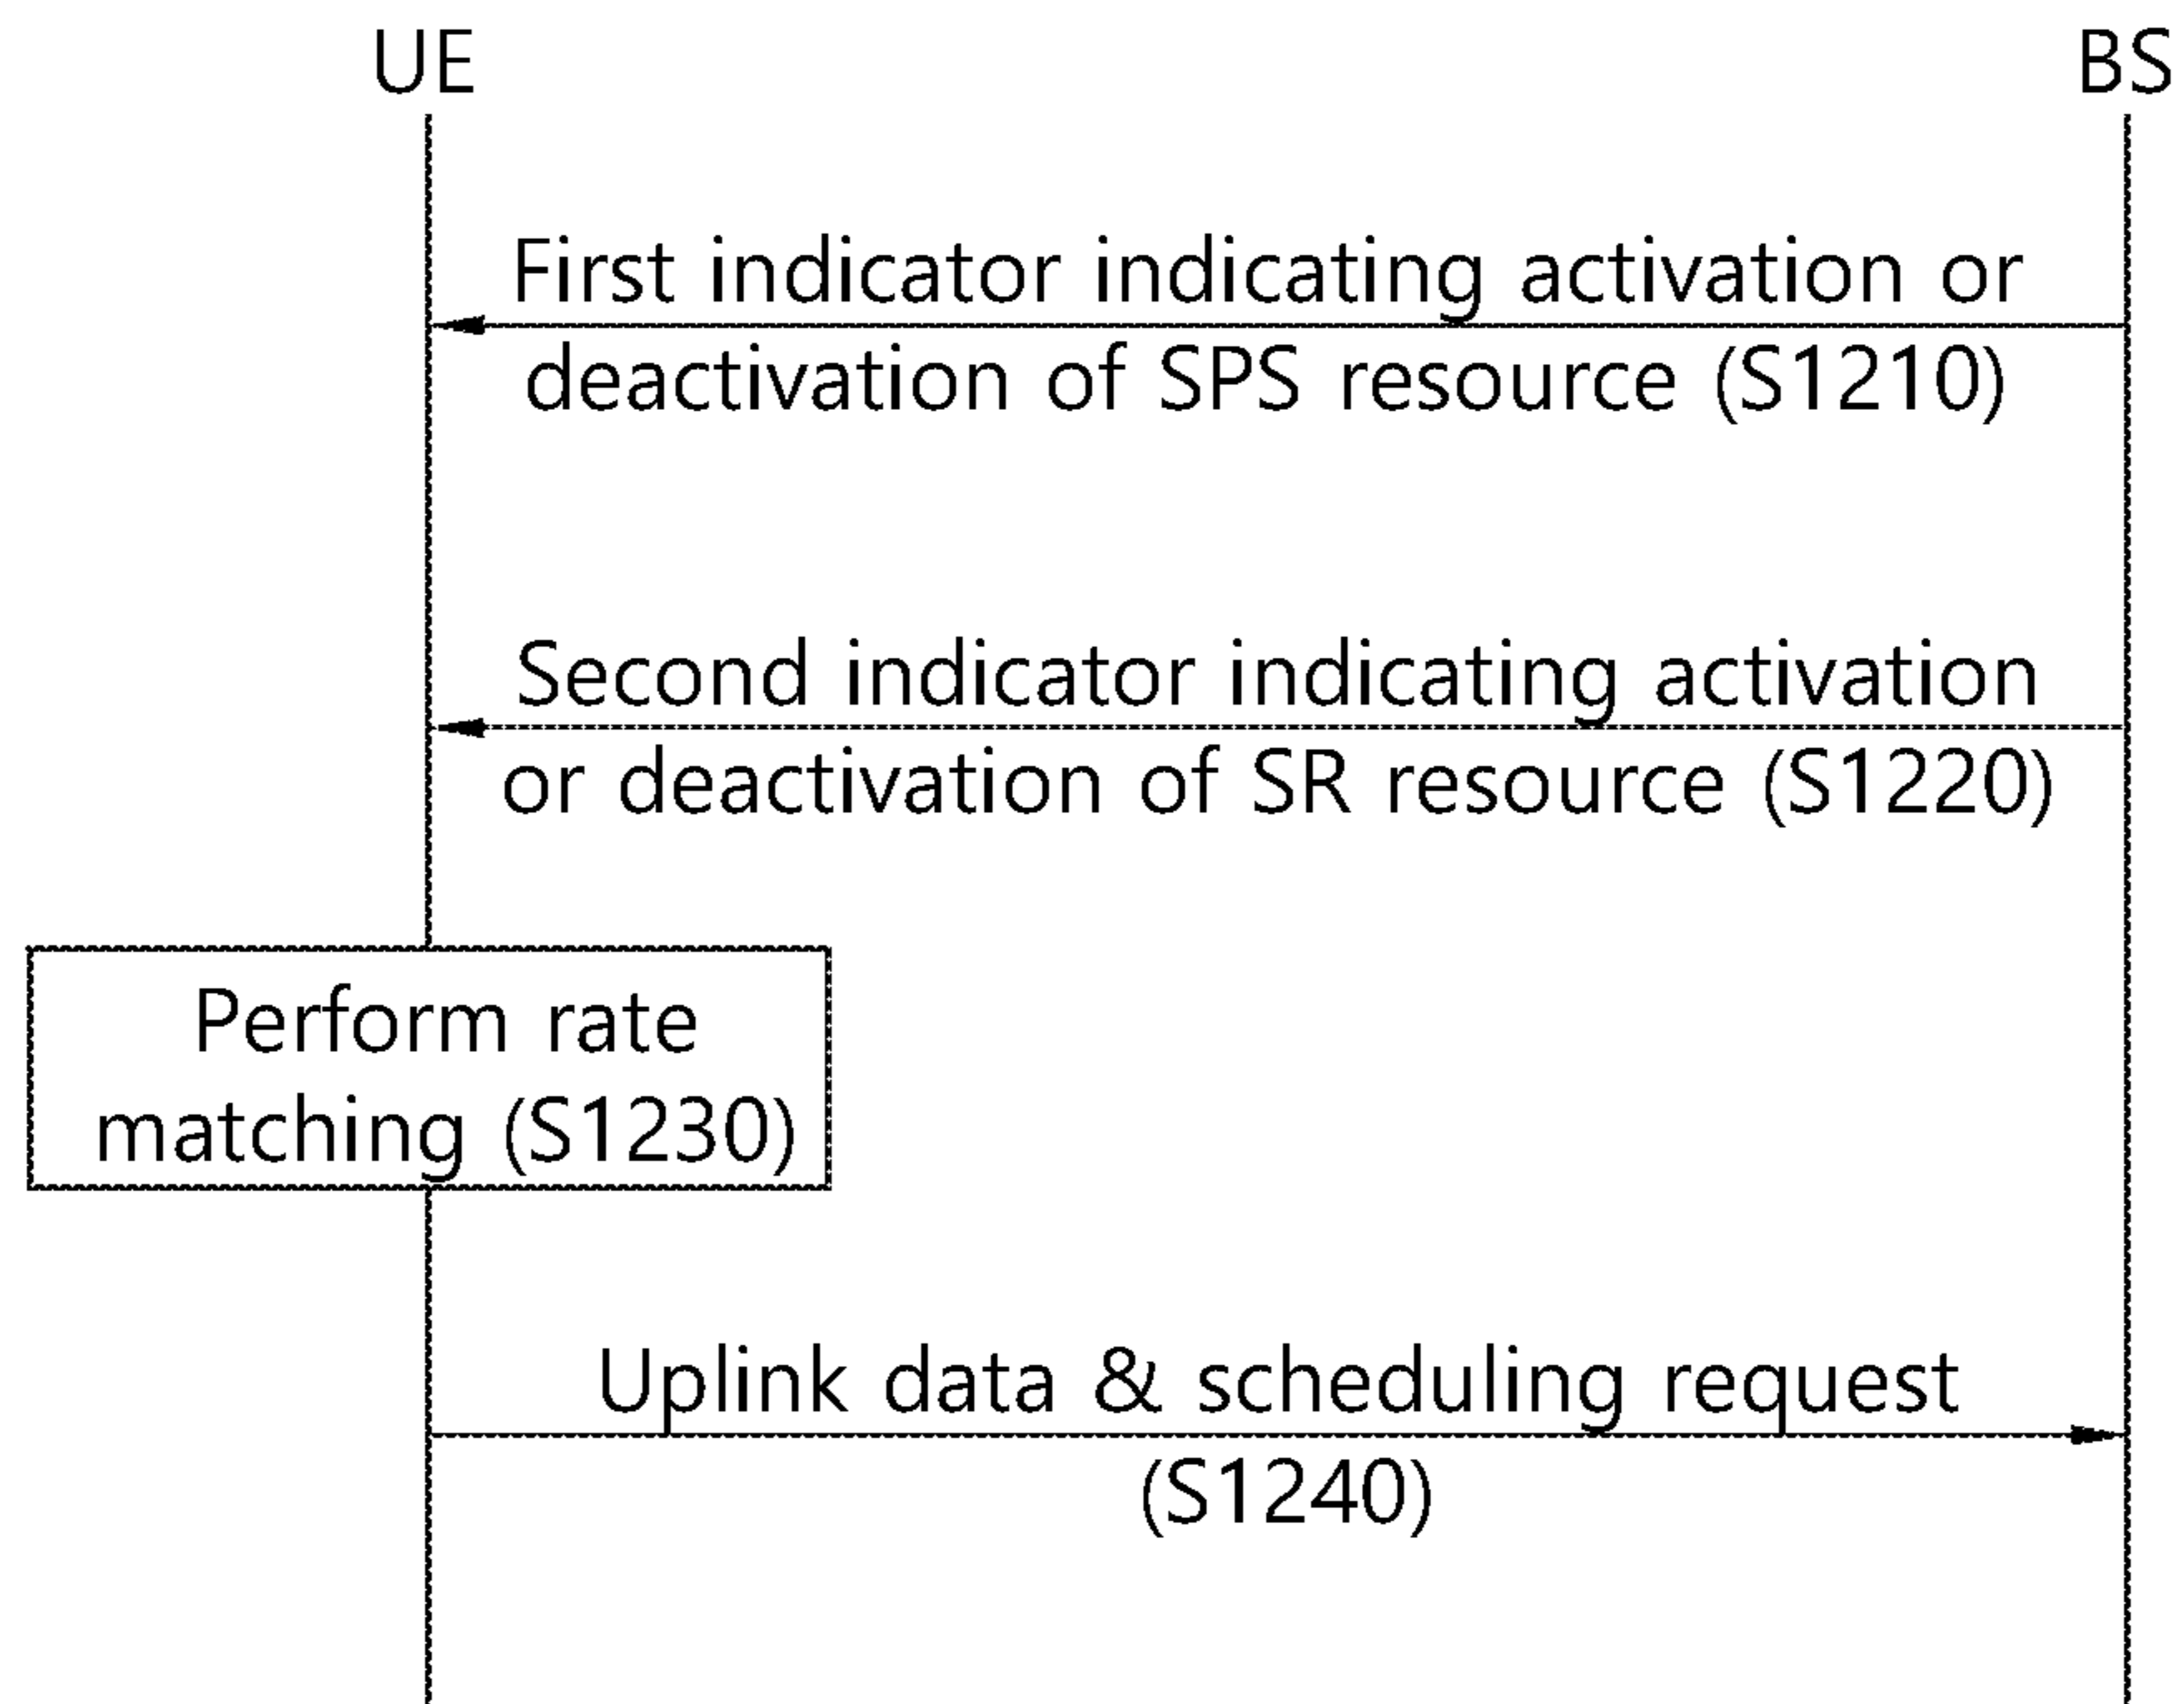 UE
BS
First indicator indicating activation or
deactivation of SPS resource (S1210)
Second indicator indicating activation
or deactivation of SR resource (S1220)
Perform rate
matching (S1230)
Uplink data & scheduling request
(S1240)